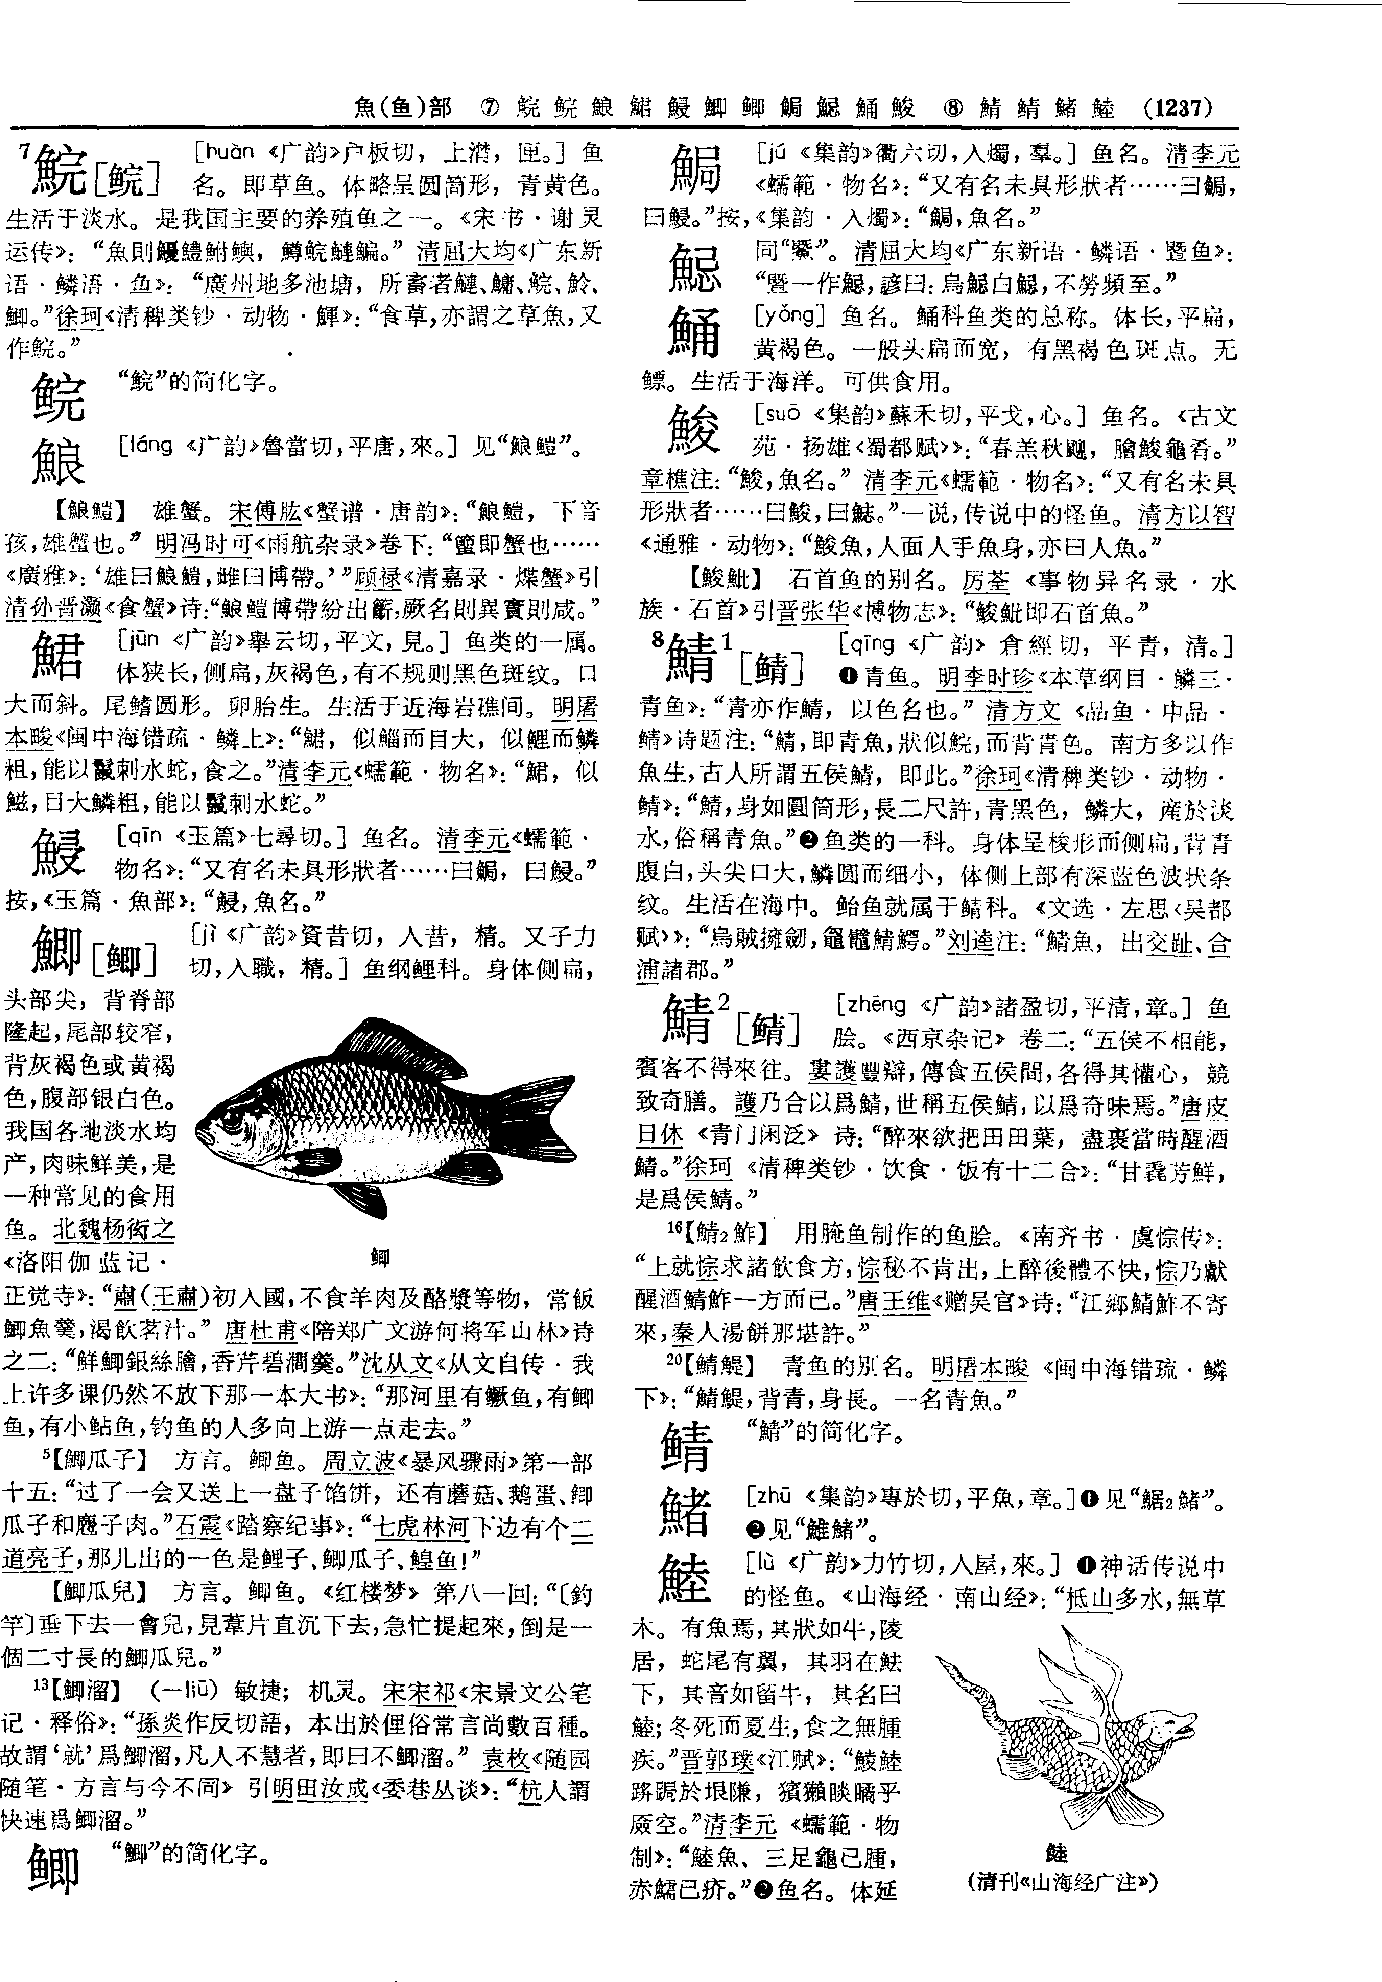 魚(鱼)部 ⑦ 鯇 鲩 鯃 鮶 鋟 鯽 鲫 鋦 鯣 鯒 鮻 ⑧ 鯖 鲭 鯺 鯥 (1237)
7鯇[鲩] [huàn《广韵》户板切，上潸，匣。] 鱼
名。即草鱼。体略呈圆筒形，青黄色。
生活于淡水。是我国主要的养殖鱼之一。《宋书·谢灵
运传》：“魚則鱼鱧鮒鱮，鱒鯇鰱鯿。”清屈大均《广东新
语·鳞语·鱼》：“廣州地多池塘，所畜者鰱、鱅、鯇、鯪、
鯽。”徐珂《清稗类钞·动物·鯶》：“食草，亦謂之草魚，又
作鯇。”
鲩 “鯇”的简化字。
[láng《广韵》魯當切，平唐，來。] 见“鎧”。
【】 雄蟹。宋傅肱《蟹谱·唐韵》：“，下音
孩，雄蟹也。”明冯时可《雨航杂录》卷下：“蠞即蟹也……
《廣雅》：‘雄曰，雌曰博帶。’”顾禄《清嘉录·煠蟹》引
清孙晋灏《食蟹》诗：“博帶紛出簖，厥名則異實則咸。”
鮶 [jūn《广韵》舉云切，平文，見。] 鱼类的一属。
体狭长，侧扁，灰褐色，有不规则黑色斑纹。口
大而斜。尾鳍圆形。卵胎生。生活于近海岩礁间。明屠
本畯《闽中海错疏·鳞上》：“鮶，似鯔而目大，似鯉而鱗
粗，能以鬣刺水蛇，食之。”清李元《蠕範·物名》：“鮶，似
鰦，目大鱗粗，能以鬣刺水蛇。”
[qīn《玉篇》七尋切。] 鱼名。清李元《蠕範·
物名》：“又有名未具形狀者……曰，曰。”
按，《玉篇·魚部》：“，魚名。”
鯽[鲫] [jì《广韵》資昔切，入昔，精。又子力
切，入職，精。] 鱼纲鲤科。身体侧扁，
头部尖，背脊部
隆起，尾部较窄，
背灰褐色或黄褐
色，腹部银白色。
我国各地淡水均
产，肉味鲜美，是
一种常见的食用
鱼。北魏杨衒之
《洛阳伽蓝记·
鲫
正觉寺》：“肅(王肅)初入國，不食羊肉及酪漿等物，常飯
鯽魚羹，渴飲茗汁。”唐杜甫《陪郑广文游何将军山林》诗
之二：“鮮鯽銀絲膾，香芹碧澗羹。”沈从文《从文自传·我
上许多课仍然不放下那一本大书》：“那河里有鳜鱼，有鲫
鱼，有小鲇鱼，钓鱼的人多向上游一点走去。”
5【鯽瓜子】 方言。鲫鱼。周立波《暴风骤雨》第一部
十五：“过了一会又送上一盘子馅饼，还有蘑菇、鹅蛋、鲫
瓜子和麅子肉。”石震《踏察纪事》：“七虎林河下边有个二
道亮子，那儿出的一色是鲤子、鲫瓜子、鳇鱼！”
【鯽瓜兒】 方言。鲫鱼。《红楼梦》第八一回：“〔釣
竿〕垂下去一會兒，見葦片直沉下去，急忙提起來，倒是一
個二寸長的鯽瓜兒。”
13【鯽溜】 （—liū）敏捷；机灵。宋宋祁《宋景文公笔
记·释俗》：“孫炎作反切語，本出於俚俗常言尚數百種。
故謂‘就’爲鯽溜，凡人不慧者，即曰不鯽溜。”袁枚《随园
随笔·方言与今不同》引明田汝成《委巷丛谈》：“杭人謂
快速爲鯽溜。”
鲫 “鯽”的简化字。
[jú《集韵》衢六切，入燭，羣。] 鱼名。清李元
《蠕範·物名》：“又有名未具形狀者……曰，
曰。”按，《集韵·入燭》：“，魚名。”
同“鱀”。清屈大均《广东新语·鳞语·暨鱼》：
“暨一作，諺曰：烏白，不勞頻至。”
鯒 [yǒng] 鱼名。鯒科鱼类的总称。体长，平扁，
黄褐色。一般头扁而宽，有黑褐色斑点。无
鳔。生活于海洋。可供食用。
鮻 [suō《集韵》蘇禾切，平戈，心。] 鱼名。《古文
苑·扬雄〈蜀都赋〉》：“春羔秋，膾鮻龜肴。”
章樵注：“鮻，魚名。”清李元《蠕範·物名》：“又有名未具
形狀者……曰鮻，曰。”一说，传说中的怪鱼。清方以智
《通雅·动物》：“鮻魚，人面人手魚身，亦曰人魚。”
【鮻魮】 石首鱼的别名。厉荃《事物异名录·水
族·石首》引晋张华《博物志》：“鮻魮即石首魚。”
8鯖1[鲭] [qīng《广韵》倉經切，平青，清。]
❶青鱼。明李时珍《本草纲目·鳞三·
青鱼》：“青亦作鯖，以色名也。”清方文《品鱼·中品·
鲭》诗题注：“鯖，即青魚，狀似鯇，而背青色。南方多以作
魚生，古人所謂五侯鯖，即此。”徐珂《清稗类钞·动物·
鲭》：“鯖，身如圓筒形，長二尺許，青黑色，鱗大，産於淡
水，俗稱青魚。”❷鱼类的一科。身体呈梭形而侧扁，背青
腹白，头尖口大，鳞圆而细小，体侧上部有深蓝色波状条
纹。生活在海中。鲐鱼就属于鲭科。《文选·左思〈吴都
赋〉》：“烏賊擁劒，鯖鰐。”刘逵注：“鯖魚，出交趾、合
浦諸郡。”
鯖2[鲭] [zhēng《广韵》諸盈切，平清，章。] 鱼
脍。《西京杂记》卷二：“五侯不相能，
賓客不得來往。婁護豐辯，傳食五侯間，各得其懽心，競
致奇膳。護乃合以爲鯖，世稱五侯鯖，以爲奇味焉。”唐皮
日休《青门闲泛》诗：“醉來欲把田田葉，盡裹當時醒酒
鯖。”徐珂《清稗类钞·饮食·饭有十二合》：“甘毳芳鮮，
是爲侯鯖。”
16【鯖2鮓】 用腌鱼制作的鱼脍。《南齐书·虞悰传》：
“上就悰求諸飲食方，悰秘不肯出，上醉後體不快，悰乃獻
醒酒鯖鮓一方而已。”唐王维《赠吴官》诗：“江鄉鯖鮓不寄
來，秦人湯餅那堪許。”
20【鯖鯷】 青鱼的别名。明屠本畯《闽中海错疏·鳞
下》：“鯖鯷，背青，身長。一名青魚。”
鲭 “鯖”的简化字。
鯺 [zhū《集韵》專於切，平魚，章。]❶见“鋸2鯺”。
❷见“鯺”。
鯥 [lù《广韵》力竹切，入屋，來。] ❶神话传说中
的怪鱼。《山海经·南山经》：“柢山多水，無草
木。有魚焉，其狀如牛，陵
居，蛇尾有翼，其羽在魼
下，其音如留牛，其名曰
鯥；冬死而夏生，食之無腫
疾。”晋郭璞《江赋》：“鯪鯥
踦𨇤於垠隒，獱獺睒瞲乎
厱空。”清李元《蠕範·物
制》：“鯥魚、三足龜已腫，
赤鱬已疥。”❷鱼名。体延
鯥
(清刊《山海经广注》)